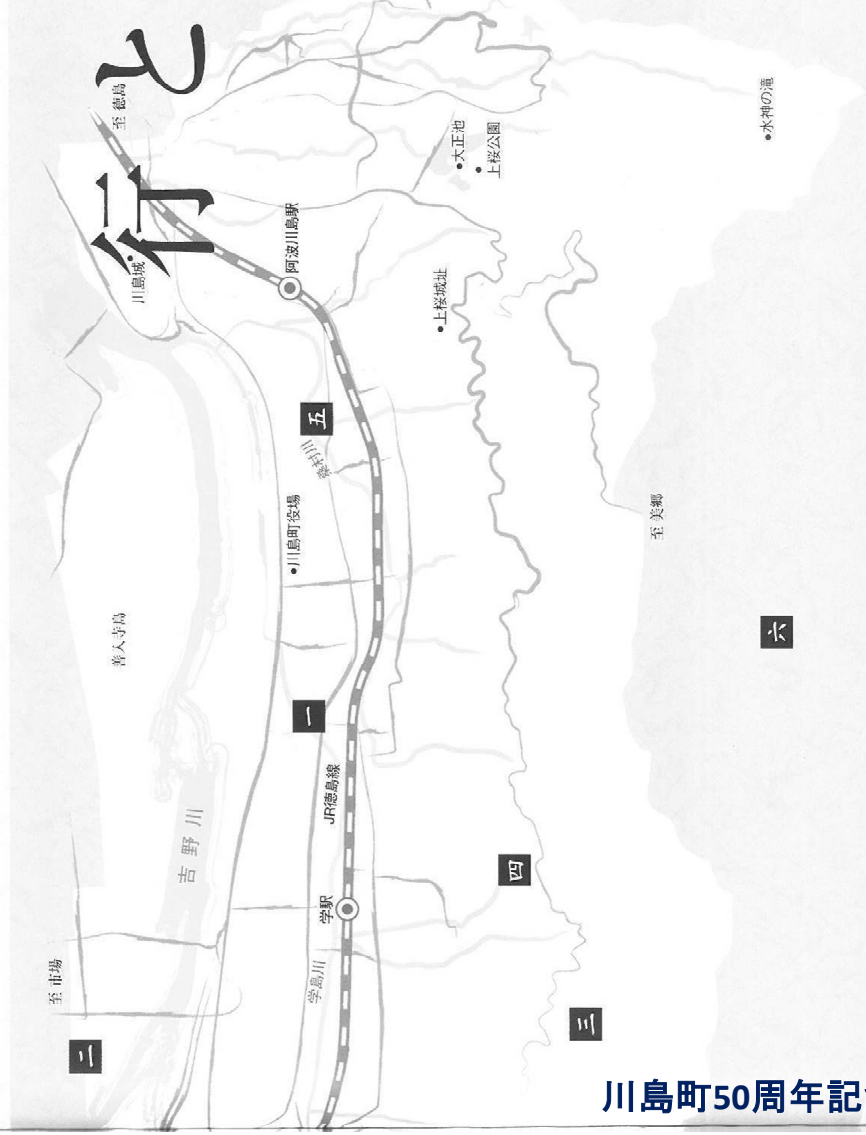 と
行
至 徳島
川島城
阿波川島駅
大正池
上桜公園
水神の滝
上桜城址
五
桑村川
川島町役場
至 美郷
善入寺島
六
一
JR徳島線
吉野川
四
学駅
学島川
至 市場
二
三
川島町50周年記